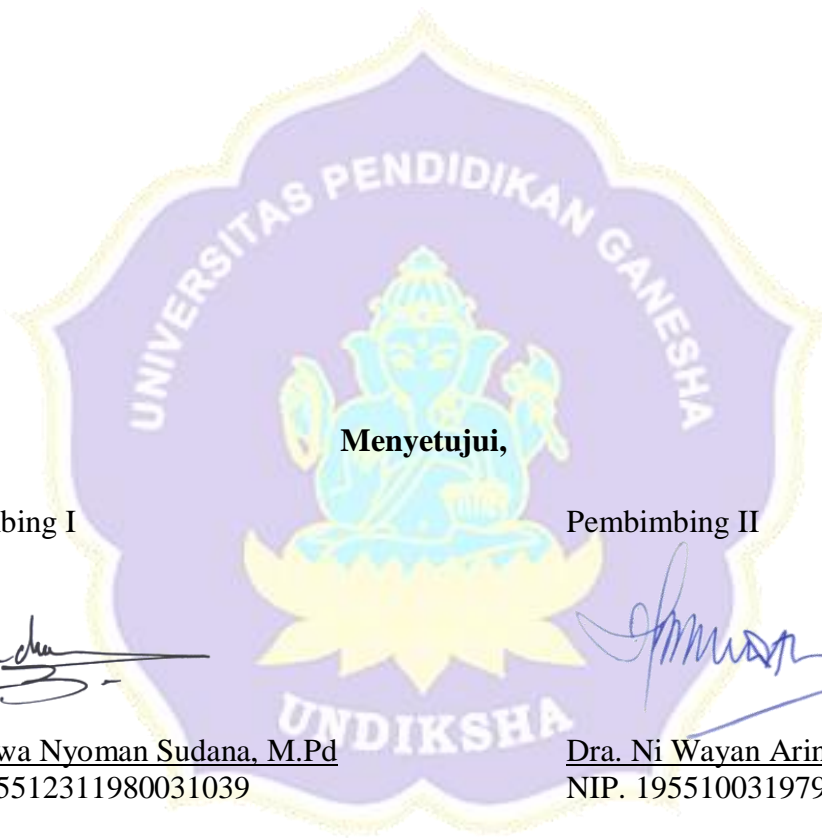 UNIVERSITAS PENDIDIKAN GANESHA
Menyetujui,
bing I
Pembimbing II
UNDIKSHA
wa Nyoman Sudana, M.Pd
Dra. Ni Wayan Arin
5512311980031039
NIP. 195510031979